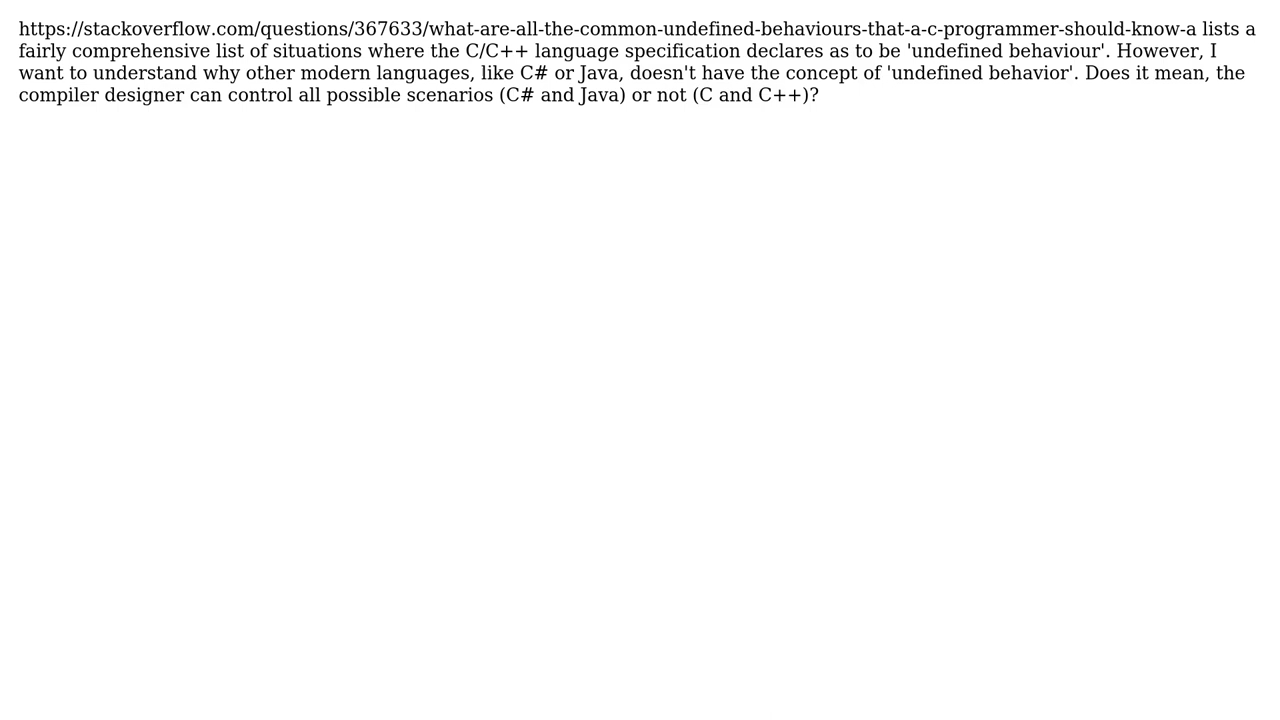 https://stackoverflow.com/questions/367633/what-are-all-the-common-undefined-behaviours-that-a-c-programmer-should-know-a lists a
fairly comprehensive list of situations where the C/C++ language specification declares as to be 'undefined behaviour'. However, I
want to understand why other modern languages, like C# or Java, doesn't have the concept of 'undefined behavior'. Does it mean, the
compiler designer can control all possible scenarios (C# and Java) or not (C and C++)?